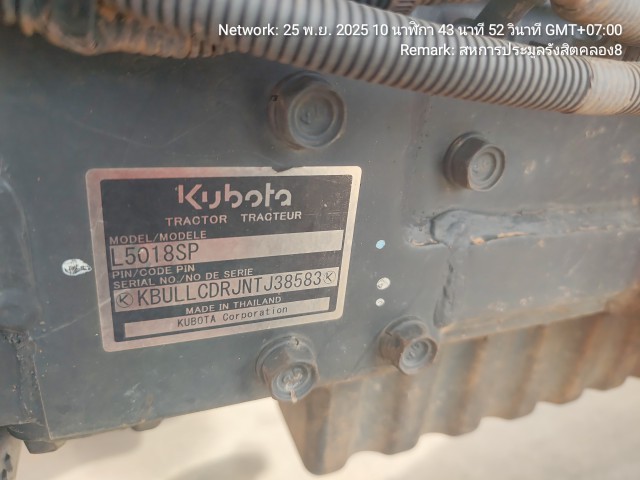 Network: 25 พ.ย. 2025 10 นาฬิกา 43 นาที 52 วินาที GMT+07:00
Remark: สหการประมูลรังสิตคลอง8
Kubota
TRACTOR TRACTEUR
MODEL/MODELE
L5018SP
PIN/CODE PIN
SERIAL NO./NO DE SERIE
KBULLCDRJNTJ38583
MADE IN THAILAND
KUBOTA Corporation